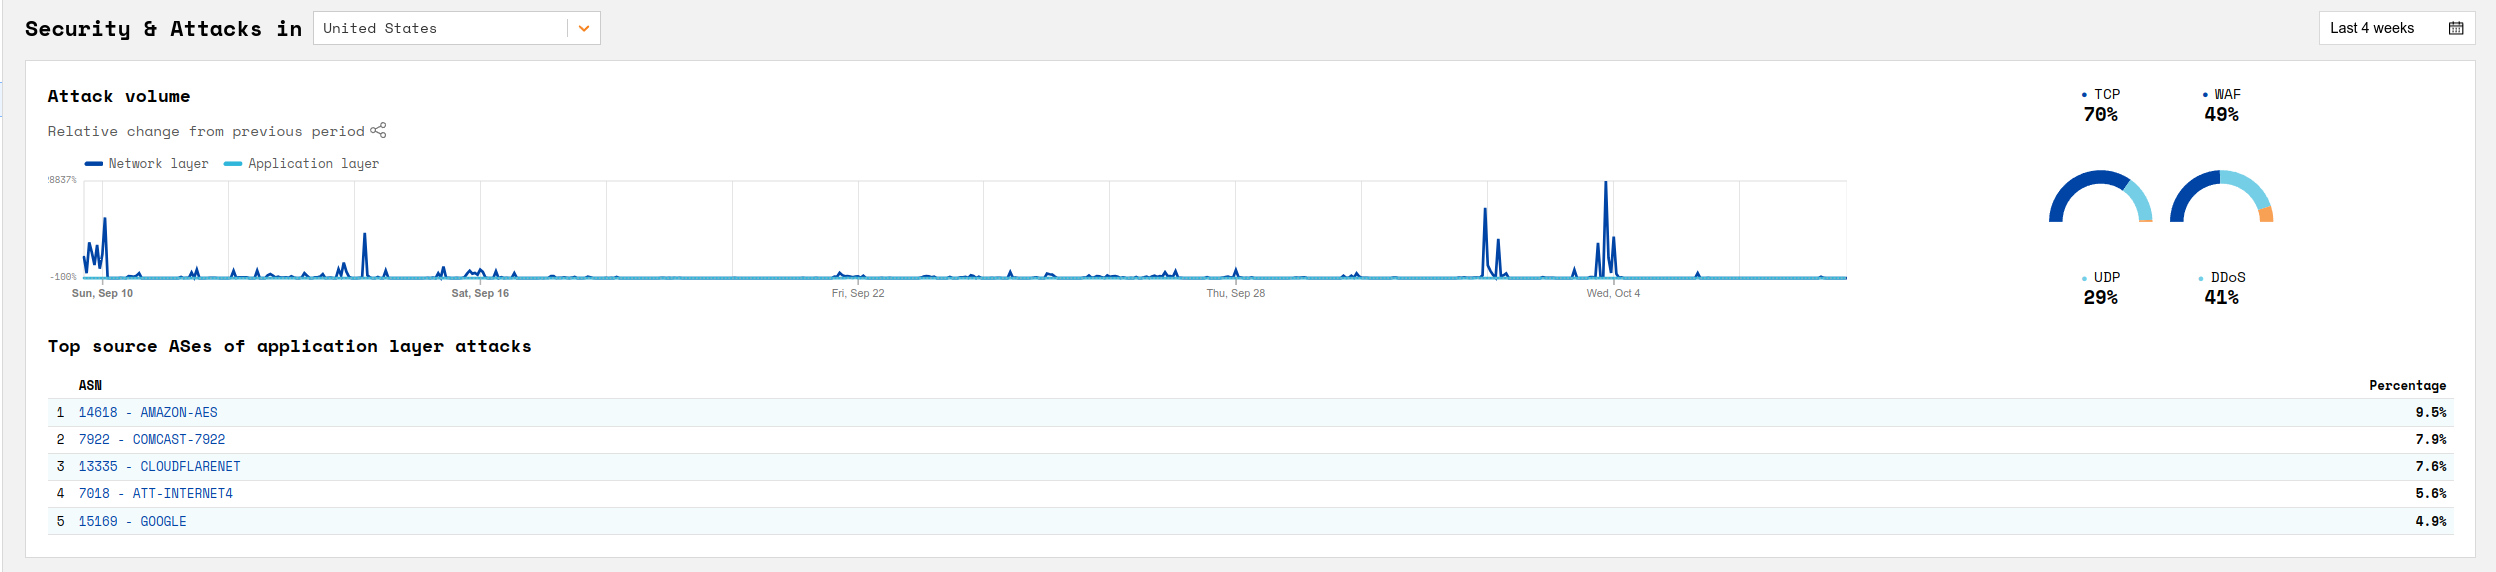 Security & Attacks in United States Last 4 weeks
Attack volume
Relative change from previous period
Network layer Application layer
8837%
-100%
Sun, Sep 10 Sat, Sep 16 Fri, Sep 22 Thu, Sep 28 Wed, Oct 4
TCP WAF
70% 49%
UDP DDoS
29% 41%
Top source ASes of application layer attacks
ASN Percentage
1 14618 - AMAZON-AES 9.5%
2 7922 - COMCAST-7922 7.9%
3 13335 - CLOUDFLARENET 7.6%
4 7018 - ATT-INTERNET4 5.6%
5 15169 - GOOGLE 4.9%